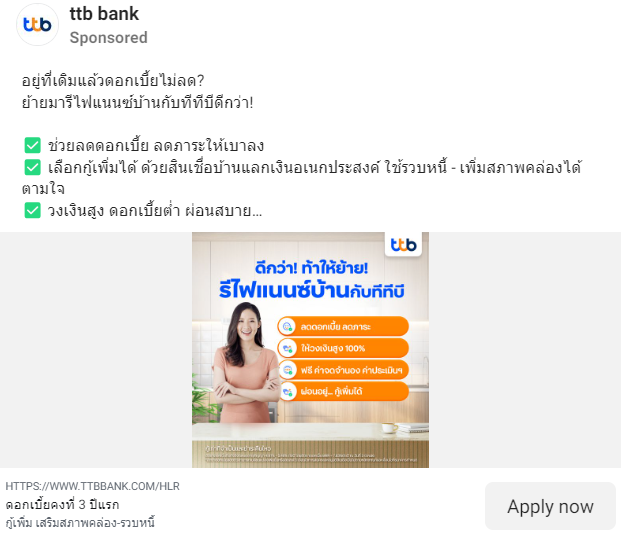 ttb bank
Sponsored
อยู่ที่เดิมแล้วดอกเบี้ยไม่ลด?
ย้ายมารีไฟแนนซ์บ้านกับทีทีบีดีกว่า!
✅ ช่วยลดดอกเบี้ย ลดภาระให้เบาลง
✅ เลือกกู้เพิ่มได้ ด้วยสินเชื่อบ้านแลกเงินอเนกประสงค์ ใช้รวบหนี้ - เพิ่มสภาพคล่องได้
ตามใจ
✅ วงเงินสูง ดอกเบี้ยต่ำ ผ่อนสบาย...
ttb
ดีกว่า! ท้าให้ย้าย!
รีไฟแนนซ์บ้านกับทีทีบี
ลดดอกเบี้ย ลดภาระ
ให้วงเงินสูง 100%
ฟรี ค่าจดจำนอง ค่าประเมินฯ
ผ่อนอยู่... กู้เพิ่มได้
HTTPS://WWW.TTBBANK.COM/HLR
ดอกเบี้ยคงที่ 3 ปีแรก
กู้เพิ่ม เสริมสภาพคล่อง-รวบหนี้
Apply now